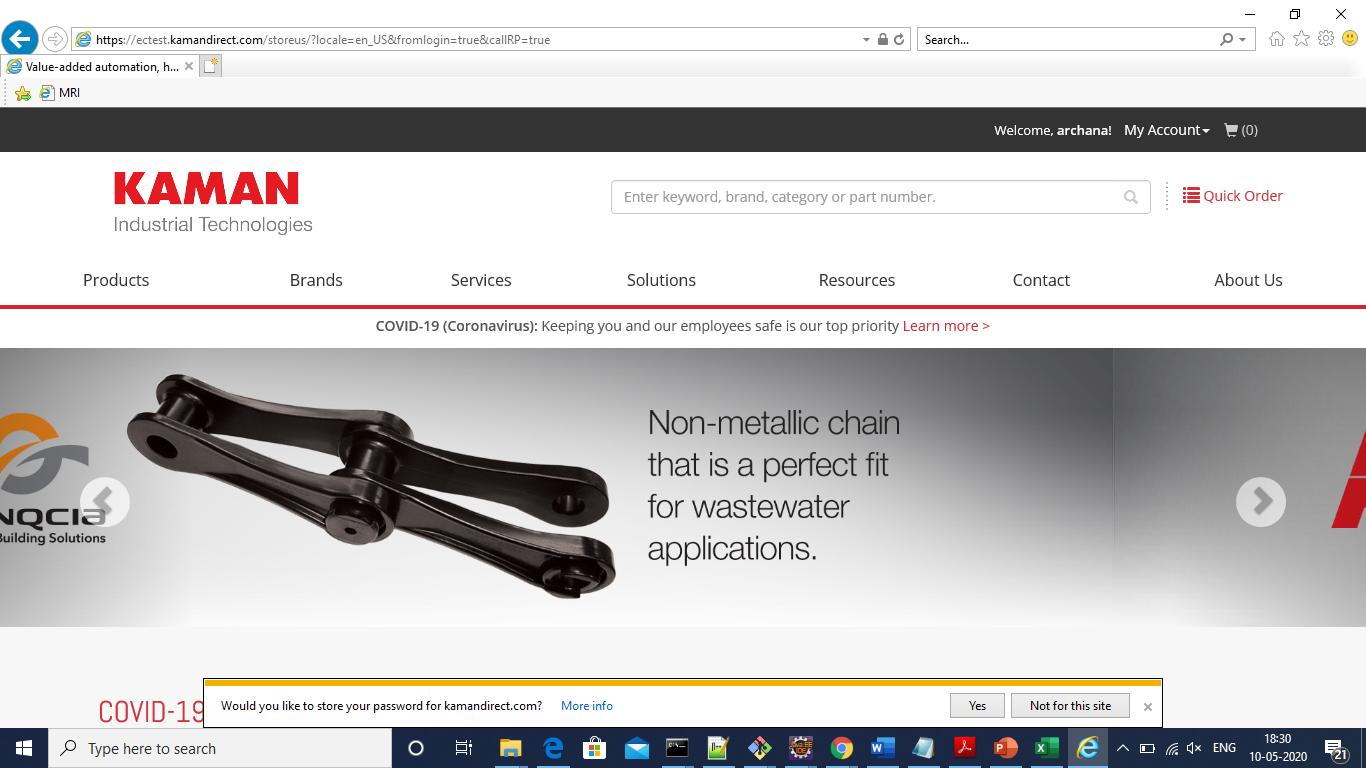 https://ectest.kamandirect.com/storeus/?locale=en_US&fromlogin=true&callRP=true
Search...
Value-added automation, h...
MRI
Welcome, archana! My Account (0)
KAMAN
Industrial Technologies
Enter keyword, brand, category or part number.
Quick Order
Products Brands Services Solutions Resources Contact About Us
COVID-19 (Coronavirus): Keeping you and our employees safe is our top priority Learn more >
Non-metallic chain
that is a perfect fit
for wastewater
applications.
NQCIA
Building Solutions
COVID-19
Would you like to store your password for kamandirect.com? More info Yes Not for this site
Type here to search
ENG
18:30
10-05-2020
21